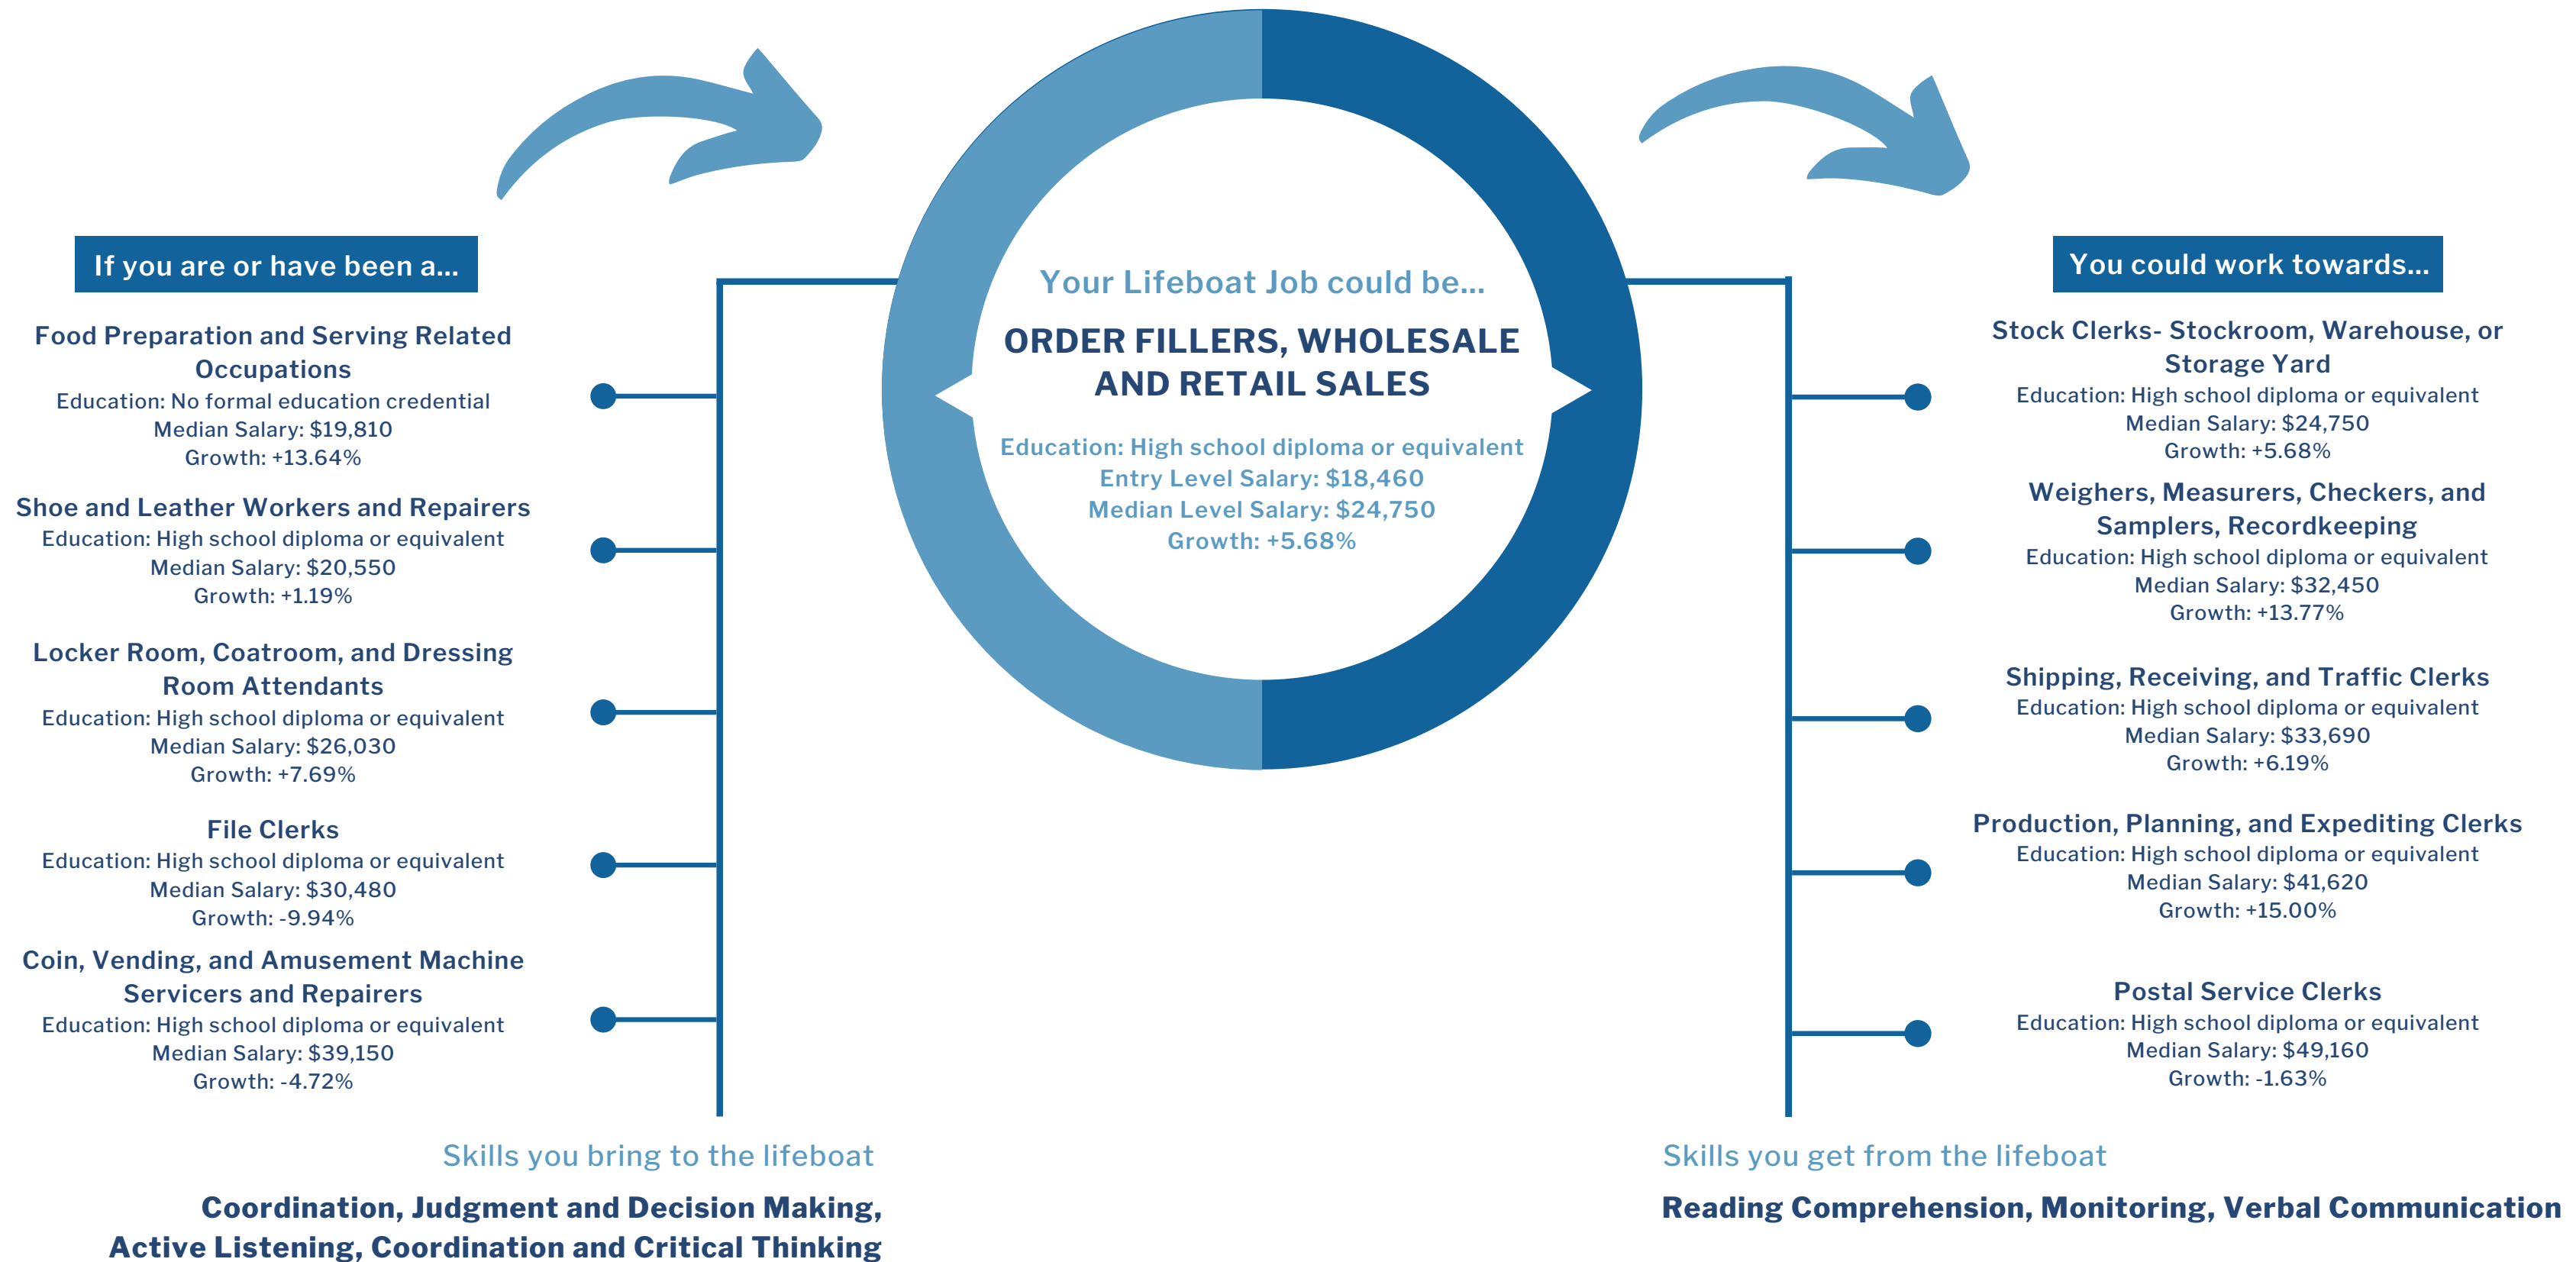 If you are or have been a...
Food Preparation and Serving Related
Occupations
Education: No formal education credential
Median Salary: $19,810
Growth: +13.64%
Shoe and Leather Workers and Repairers
Education: High school diploma or equivalent
Median Salary: $20,550
Growth: +1.19%
Locker Room, Coatroom, and Dressing
Room Attendants
Education: High school diploma or equivalent
Median Salary: $26,030
Growth: +7.69%
File Clerks
Education: High school diploma or equivalent
Median Salary: $30,480
Growth: -9.94%
Coin, Vending, and Amusement Machine
Servicers and Repairers
Education: High school diploma or equivalent
Median Salary: $39,150
Growth: -4.72%
Skills you bring to the lifeboat
Coordination, Judgment and Decision Making,
Active Listening, Coordination and Critical Thinking
Your Lifeboat Job could be...
ORDER FILLERS, WHOLESALE
AND RETAIL SALES
Education: High school diploma or equivalent
Entry Level Salary: $18,460
Median Level Salary: $24,750
Growth: +5.68%
You could work towards...
Stock Clerks- Stockroom, Warehouse, or
Storage Yard
Education: High school diploma or equivalent
Median Salary: $24,750
Growth: +5.68%
Weighers, Measurers, Checkers, and
Samplers, Recordkeeping
Education: High school diploma or equivalent
Median Salary: $32,450
Growth: +13.77%
Shipping, Receiving, and Traffic Clerks
Education: High school diploma or equivalent
Median Salary: $33,690
Growth: +6.19%
Production, Planning, and Expediting Clerks
Education: High school diploma or equivalent
Median Salary: $41,620
Growth: +15.00%
Postal Service Clerks
Education: High school diploma or equivalent
Median Salary: $49,160
Growth: -1.63%
Skills you get from the lifeboat
Reading Comprehension, Monitoring, Verbal Communication